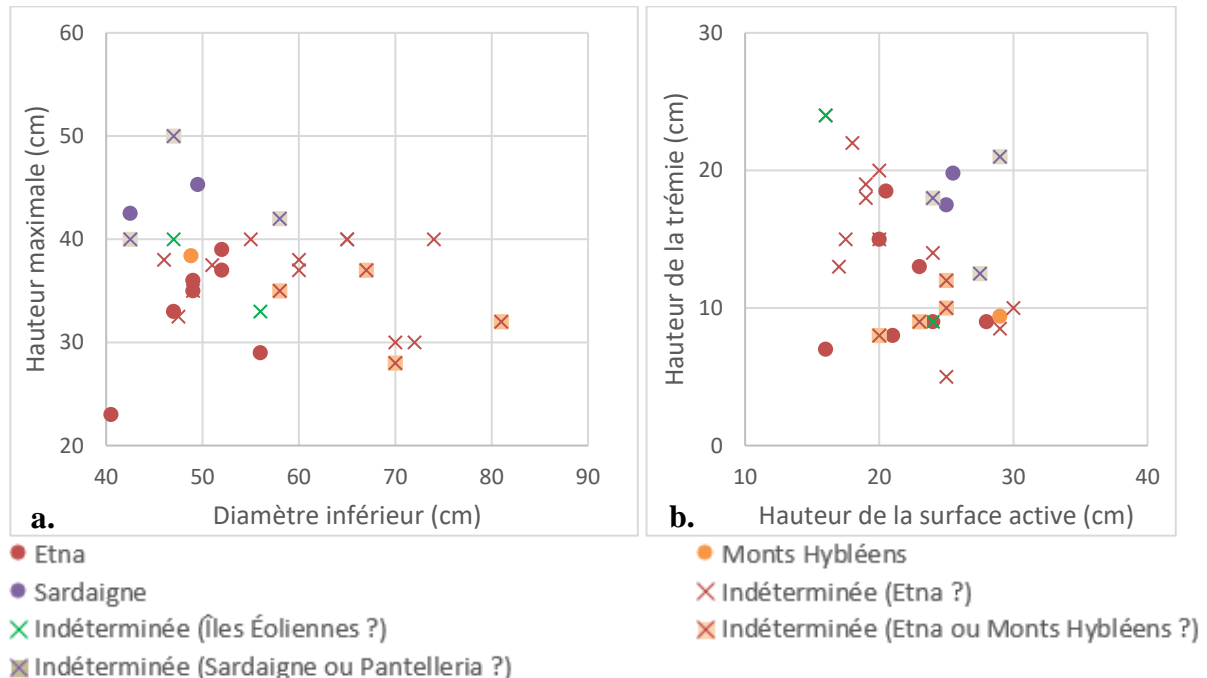 60
50
40
30
20
Hauteur maximale (cm)
40 50 60 70 80 90
Diamètre inférieur (cm)
a.
30
20
10
0
Hauteur de la trémie (cm)
10 20 30 40
Hauteur de la surface active (cm)
b.
Etna
Sardaigne
Indéterminée (Îles Éoliennes ?)
Indéterminée (Sardaigne ou Pantelleria ?)
Monts Hybléens
Indéterminée (Etna ?)
Indéterminée (Etna ou Monts Hybléens ?)